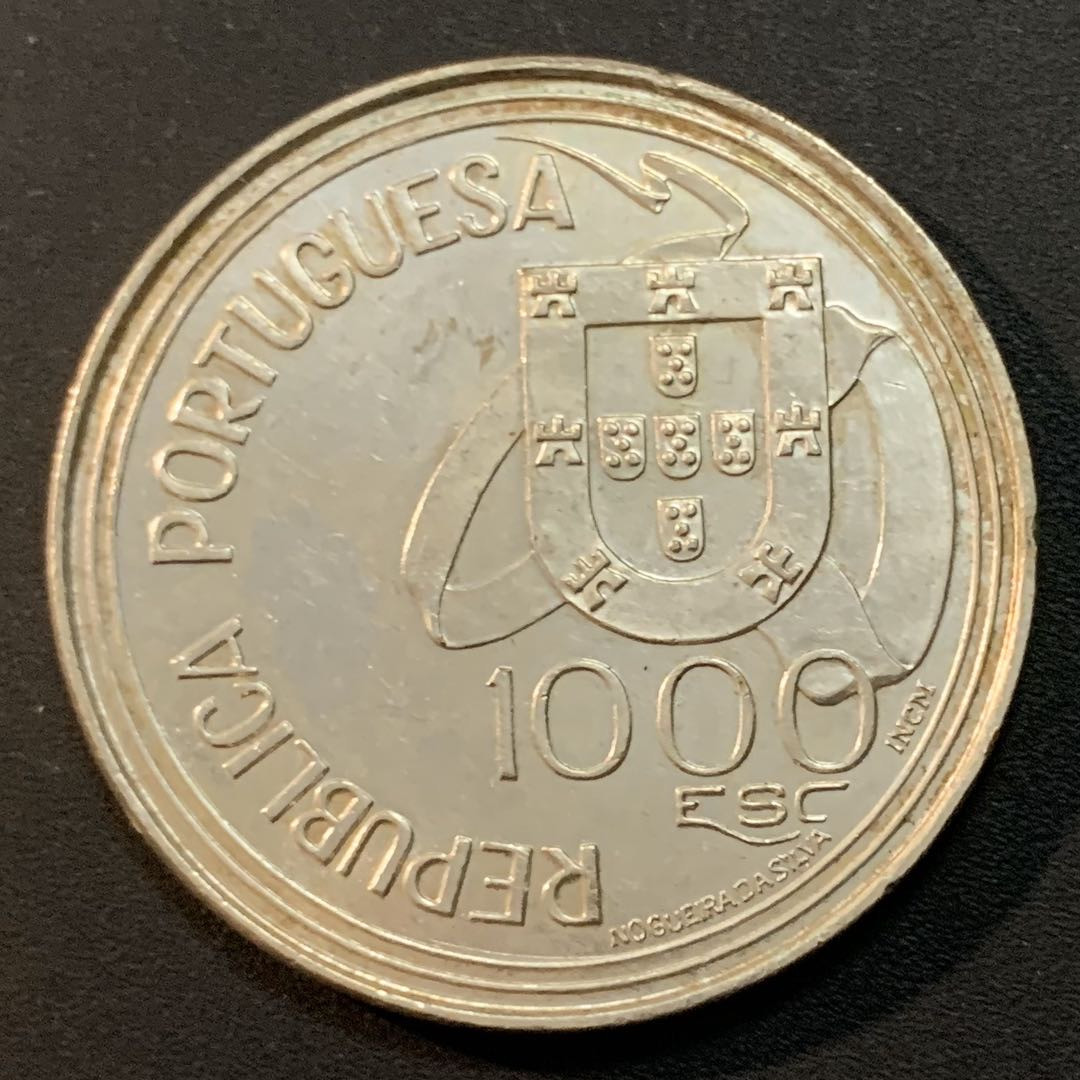 REPUBLICA PORTUGUESA
1000
ESC
INCM
NOGUEIRA DA SILVA